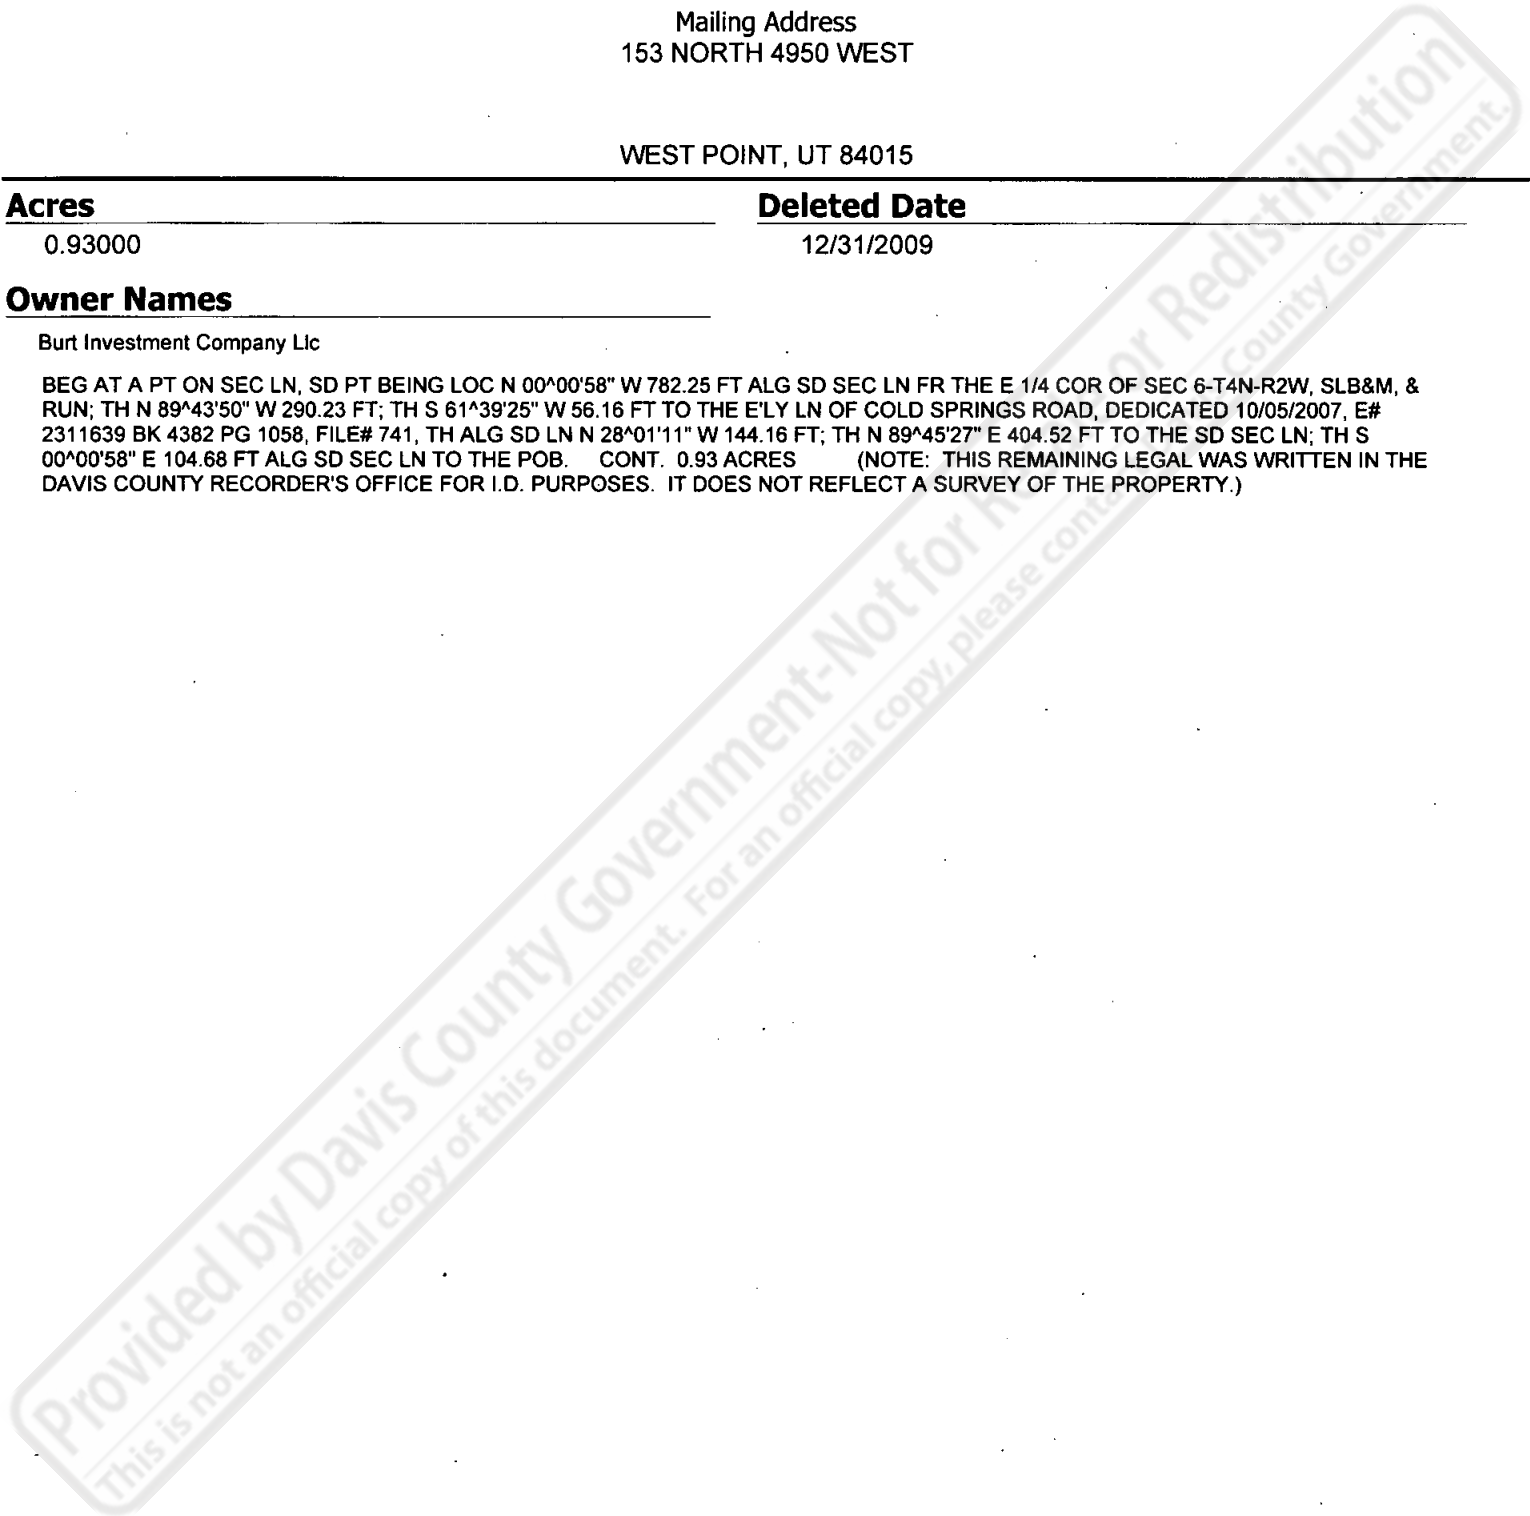 Mailing Address
153 NORTH 4950 WEST
WEST POINT, UT 84015
Acres
Deleted Date
0.93000
12/31/2009
Owner Names
Burt Investment Company Llc
BEG AT A PT ON SEC LN, SD PT BEING LOC N 00^00'58" W 782.25 FT ALG SD SEC LN FR THE E 1/4 COR OF SEC 6-T4N-R2W, SLB&M, &
RUN; TH N 89^43'50" W 290.23 FT; TH S 61^39'25" W 56.16 FT TO THE E'LY LN OF COLD SPRINGS ROAD, DEDICATED 10/05/2007, E#
2311639 BK 4382 PG 1058, FILE# 741, TH ALG SD LN N 28^01'11" W 144.16 FT; TH N 89^45'27" E 404.52 FT TO THE SD SEC LN; TH S
00^00'58" E 104.68 FT ALG SD SEC LN TO THE POB. CONT. 0.93 ACRES (NOTE: THIS REMAINING LEGAL WAS WRITTEN IN THE
DAVIS COUNTY RECORDER'S OFFICE FOR I.D. PURPOSES. IT DOES NOT REFLECT A SURVEY OF THE PROPERTY.)
Provided by Davis County Government-Not for Resale or Redistribution
This is not an official copy of this document. For an official copy, please contact Davis County Government.